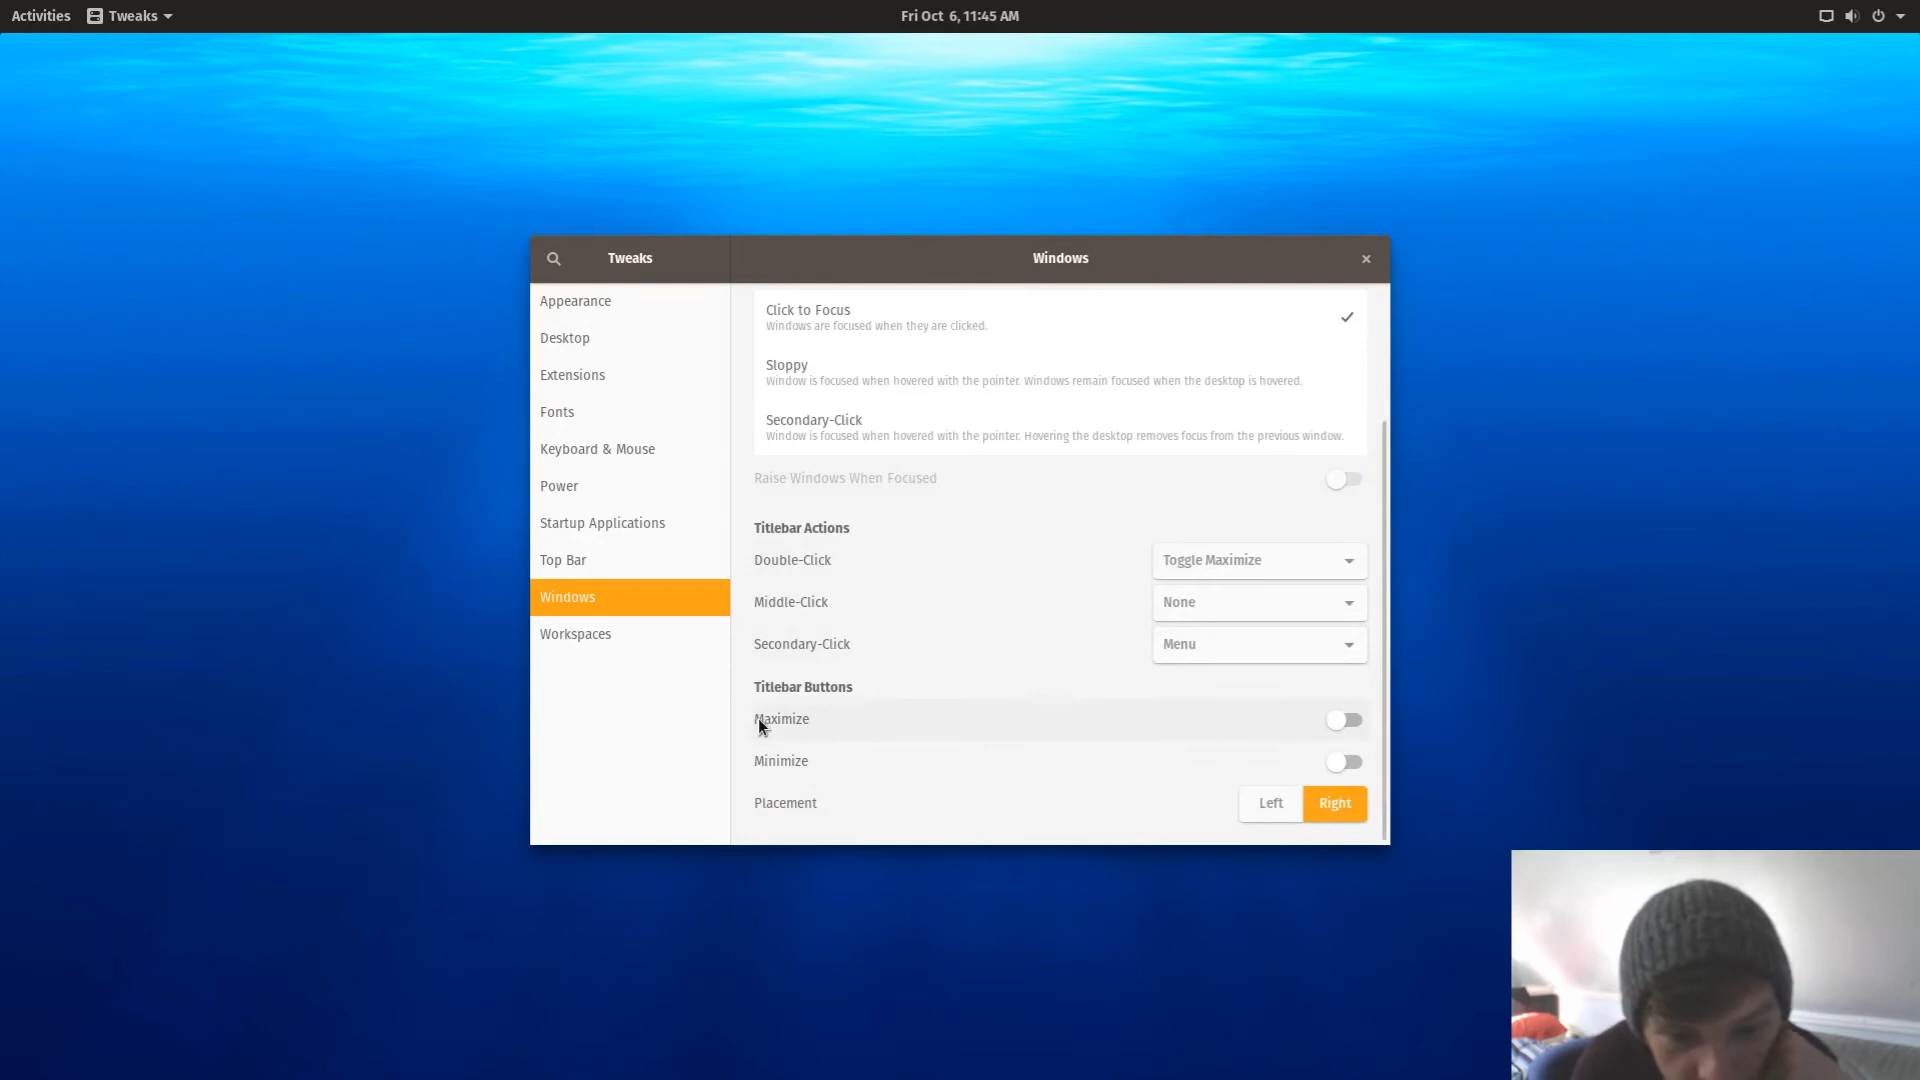 Activities Tweaks Fri Oct 6, 11:45 AM
Tweaks Windows
Appearance
Desktop
Extensions
Fonts
Keyboard & Mouse
Power
Startup Applications
Top Bar
Windows
Workspaces
Click to Focus
Windows are focused when they are clicked.
Sloppy
Window is focused when hovered with the pointer. Windows remain focused when the desktop is hovered.
Secondary-Click
Window is focused when hovered with the pointer. Hovering the desktop removes focus from the previous window.
Raise Windows When Focused
Titlebar Actions
Double-Click Toggle Maximize
Middle-Click None
Secondary-Click Menu
Titlebar Buttons
Maximize
Minimize
Placement Left Right